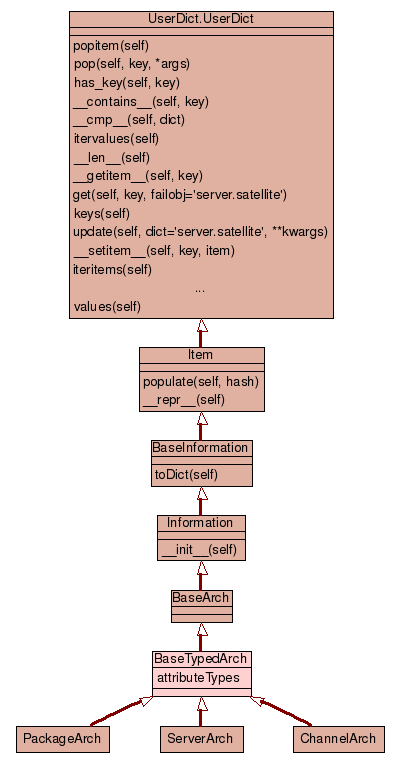 UserDict.UserDict
popitem(self)
pop(self, key, *args)
has_key(self, key)
__contains__(self, key)
__cmp__(self, dict)
itervalues(self)
__len__(self)
__getitem__(self, key)
get(self, key, failobj='server.satellite')
keys(self)
update(self, dict='server.satellite', **kwargs)
__setitem__(self, key, item)
iteritems(self)
...
values(self)
Item
populate(self, hash)
__repr__(self)
BaseInformation
toDict(self)
Information
__init__(self)
BaseArch
BaseTypedArch
attributeTypes
PackageArch ServerArch ChannelArch